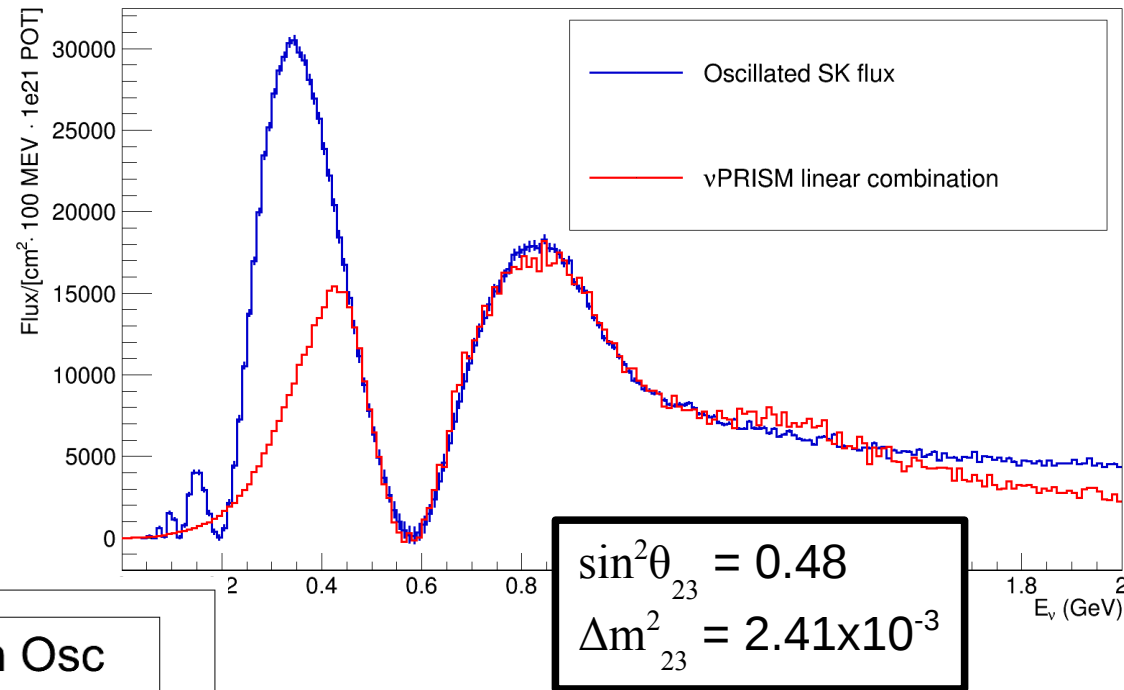 Flux/[cm²· 100 MEV · 1e21 POT]
30000
25000
20000
15000
10000
5000
0
Oscillated SK flux
νPRISM linear combination
2 0.4 0.6 0.8 1.8 2
E_ν (GeV)
sin²θ₂₃ = 0.48
Δm²₂₃ = 2.41x10⁻³
Osc